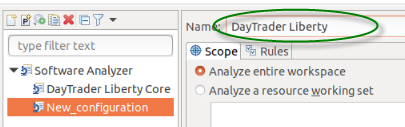 type filter text
Software Analyzer
DayTrader Liberty Core
New_configuration
Name: DayTrader Liberty
Scope Rules
Analyze entire workspace
Analyze a resource working set